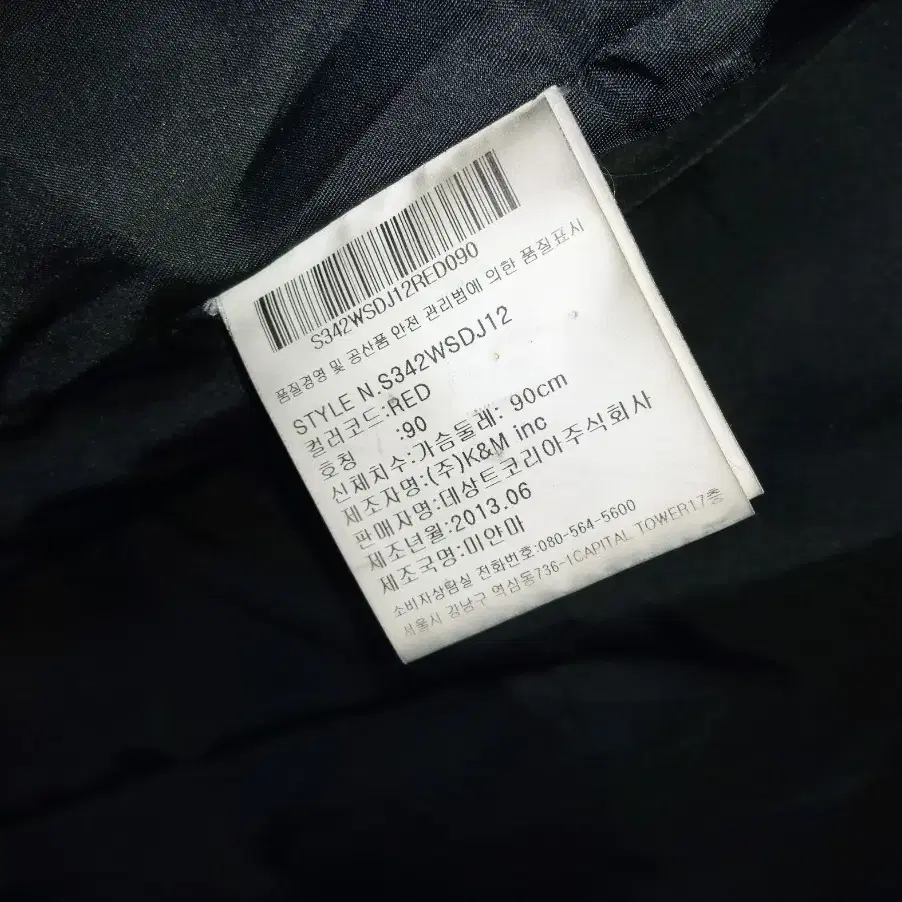 S342WSDJ12RED090
품질경영 및 공산품 안전 관리법에 의한 품질표시
STYLE N.S342WSDJ12
컬러코드:RED
호칭 :90
신체치수:가슴둘레: 90cm
제조자명:(주)K&M inc
판매자명:데상트코리아주식회사
제조년월:2013.06
제조국명:미얀마
소비자상담실 전화번호:080-564-5600
서울시 강남구 역삼동736-1CAPITAL TOWER17층